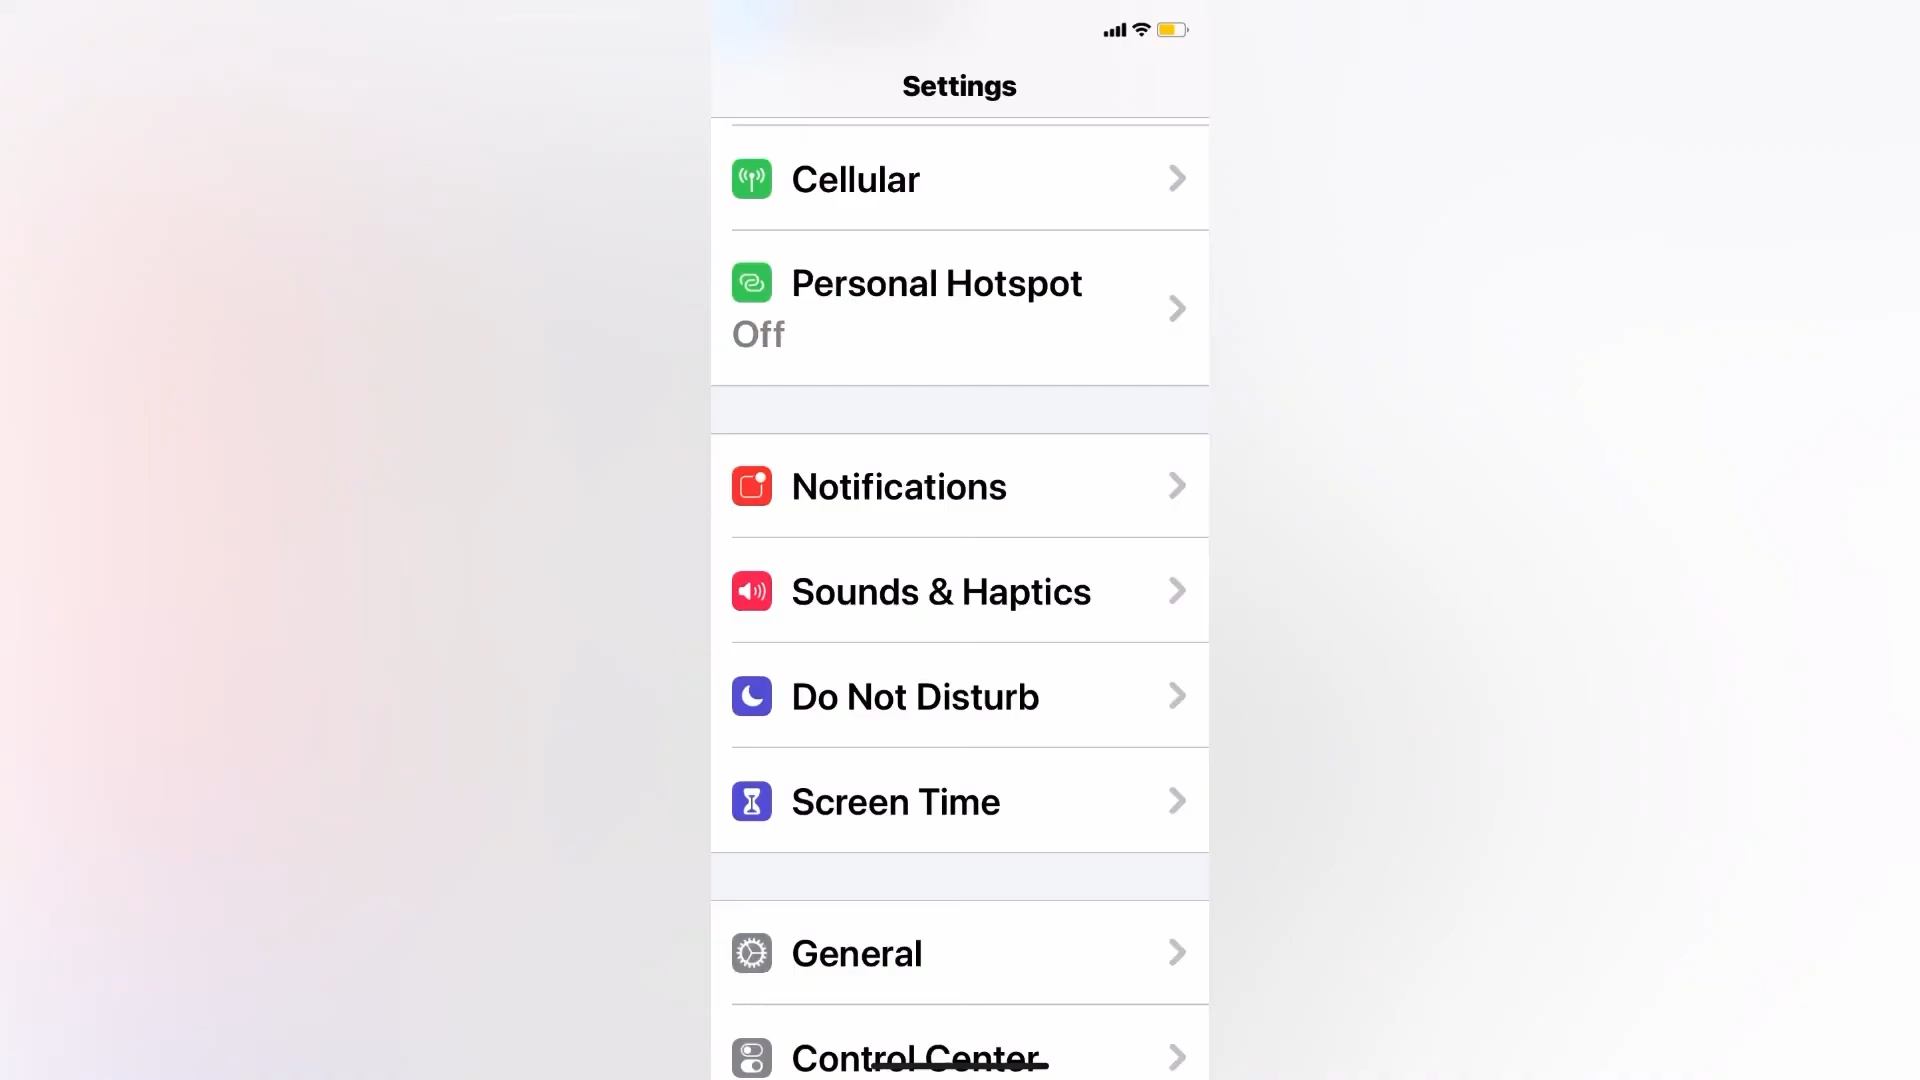 Settings
Cellular
Personal Hotspot
Off
Notifications
Sounds & Haptics
Do Not Disturb
Screen Time
General
Control Center